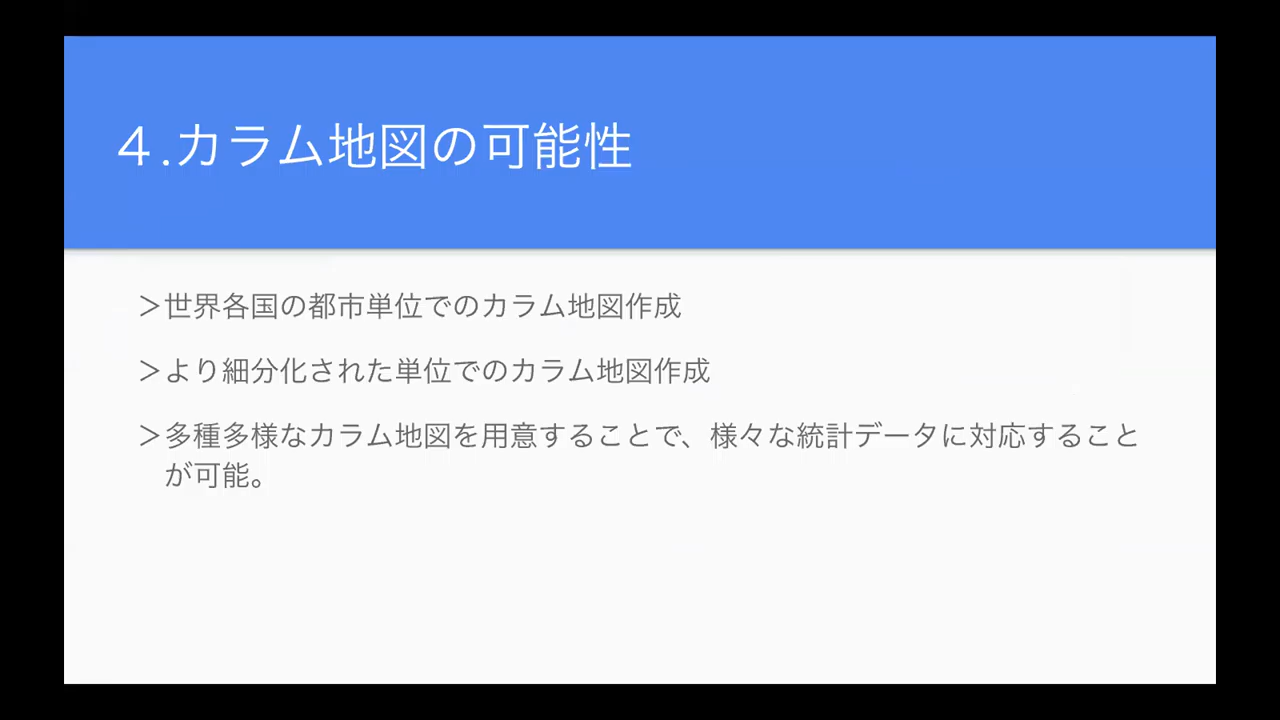 ４.カラム地図の可能性
＞世界各国の都市単位でのカラム地図作成
＞より細分化された単位でのカラム地図作成
＞多種多様なカラム地図を用意することで、様々な統計データに対応すること
が可能。